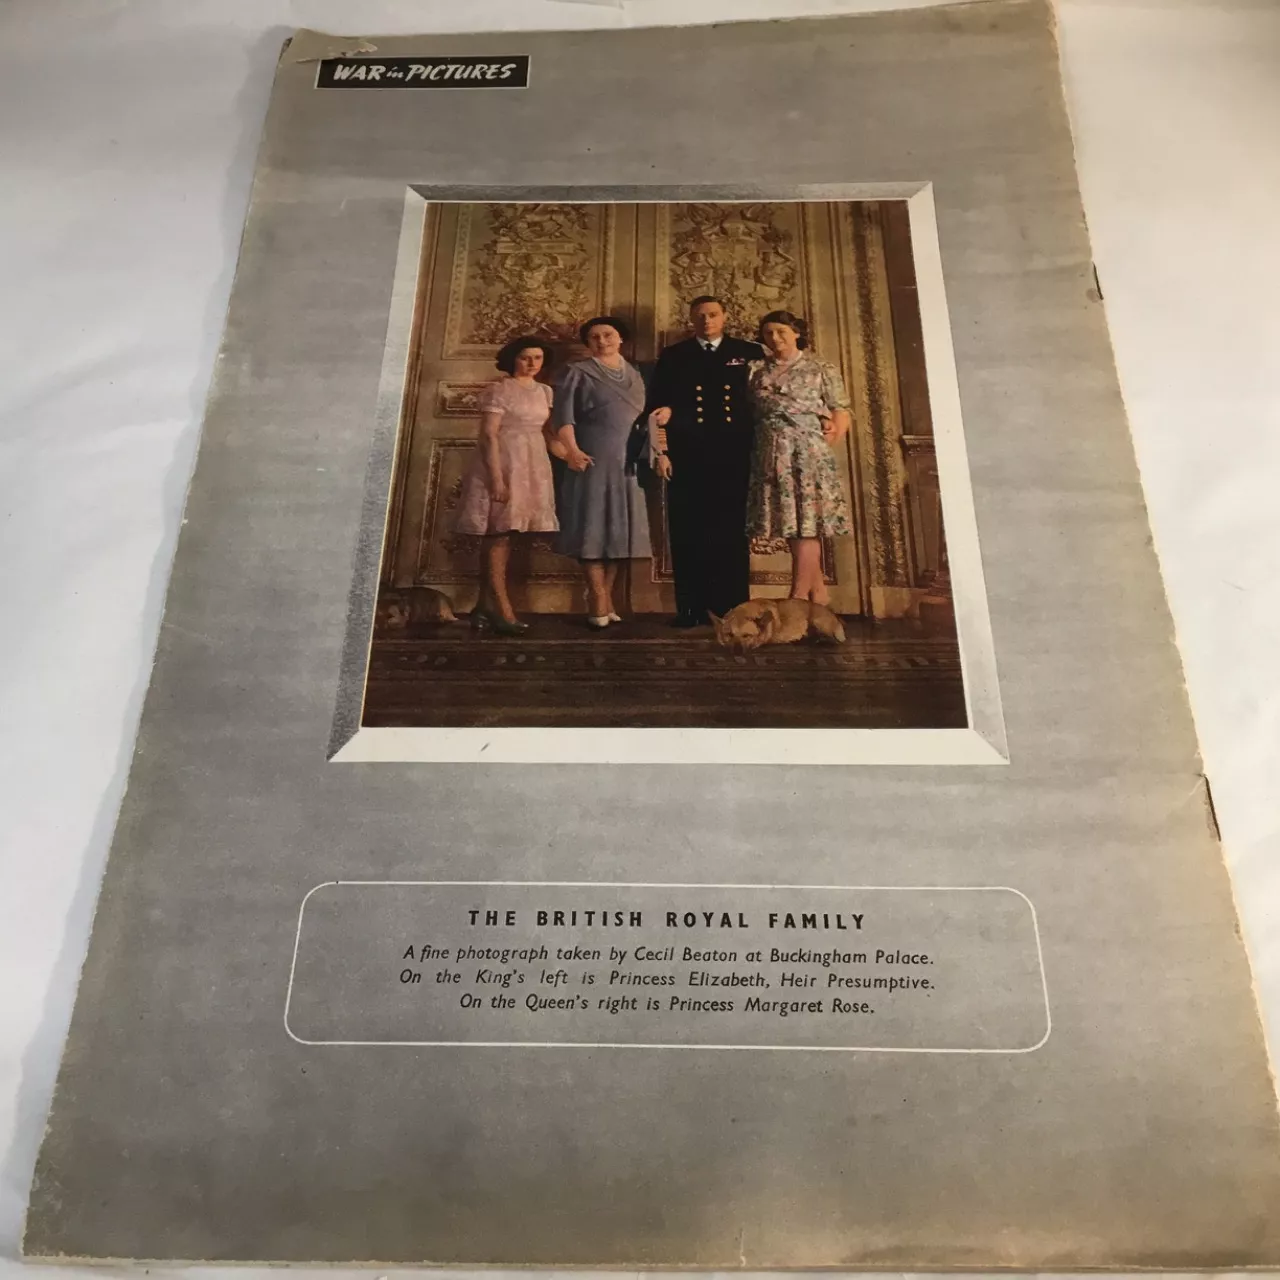 WAR in PICTURES
THE BRITISH ROYAL FAMILY
A fine photograph taken by Cecil Beaton at Buckingham Palace.
On the King's left is Princess Elizabeth, Heir Presumptive.
On the Queen's right is Princess Margaret Rose.